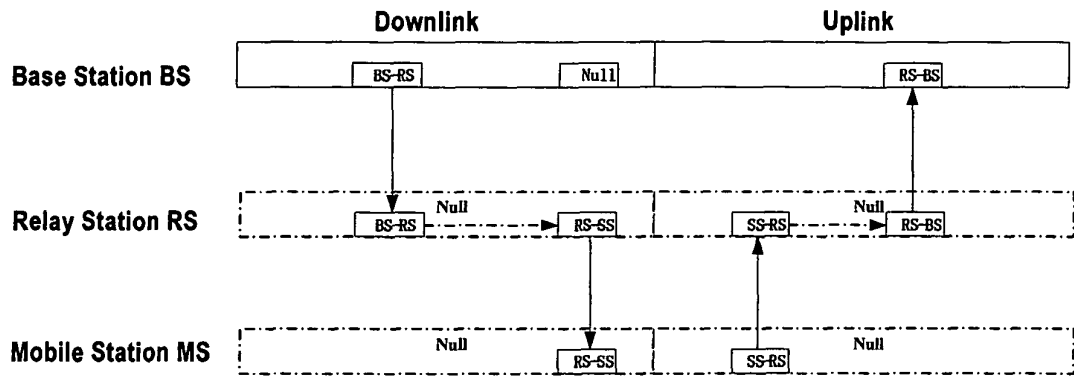 Downlink Uplink
Base Station BS BS-RS Null RS-BS
Relay Station RS Null Null
BS-RS RS-SS SS-RS RS-BS
Mobile Station MS Null Null
RS-SS SS-RS